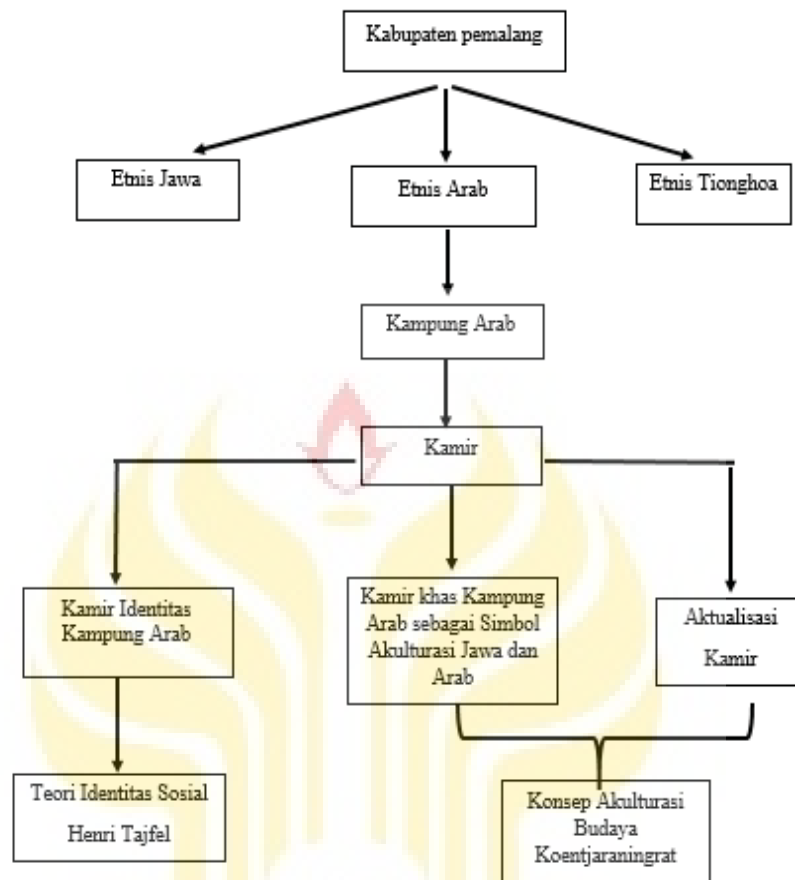 Kabupaten pemalang
Etnis Jawa
Etnis Arab
Etnis Tionghoa
Kampung Arab
Kamir
Kamir Identitas
Kampung Arab
Kamir khas Kampung
Arab sebagai Simbol
Akulturasi Jawa dan
Arab
Aktualisasi
Kamir
Teori Identitas Sosial
Henri Tajfel
Konsep Akulturasi
Budaya
Koentjaraningrat